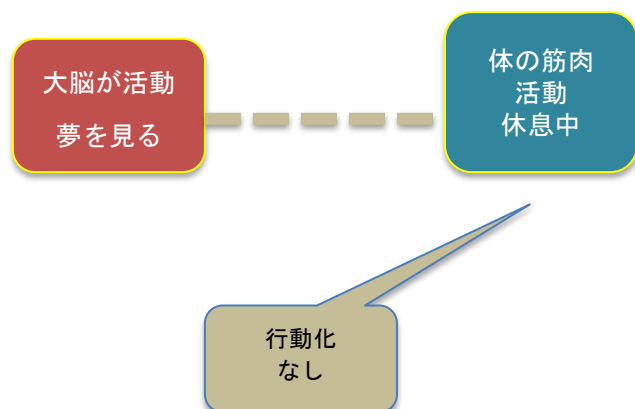 大脳が活動
夢を見る
体の筋肉
活動
休息中
行動化
なし